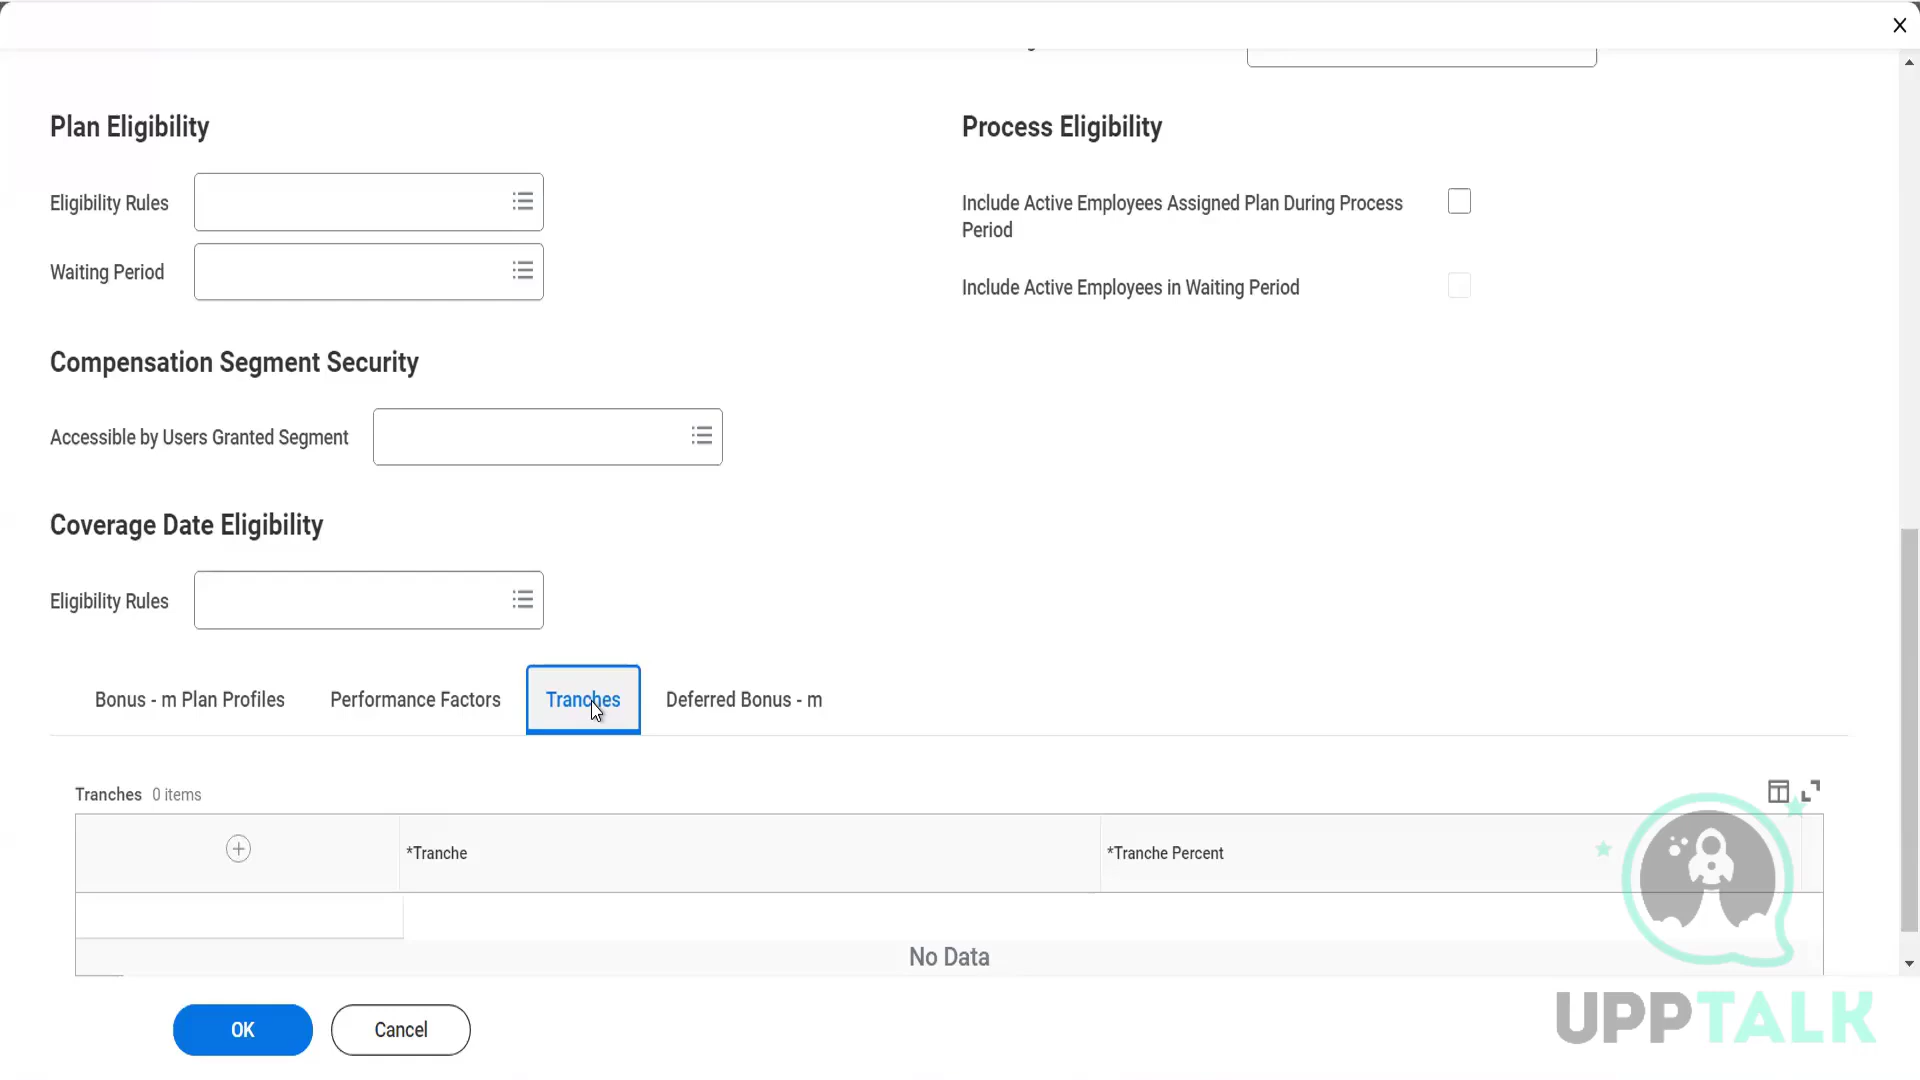 X
Plan Eligibility
Process Eligibility
Eligibility Rules
Include Active Employees Assigned Plan During Process
Period
Waiting Period
Include Active Employees in Waiting Period
Compensation Segment Security
Accessible by Users Granted Segment
Coverage Date Eligibility
Eligibility Rules
Bonus - m Plan Profiles
Performance Factors
Tranches
Deferred Bonus - m
Tranches 0 items
*Tranche
*Tranche Percent
No Data
OK
Cancel
UPPTALK